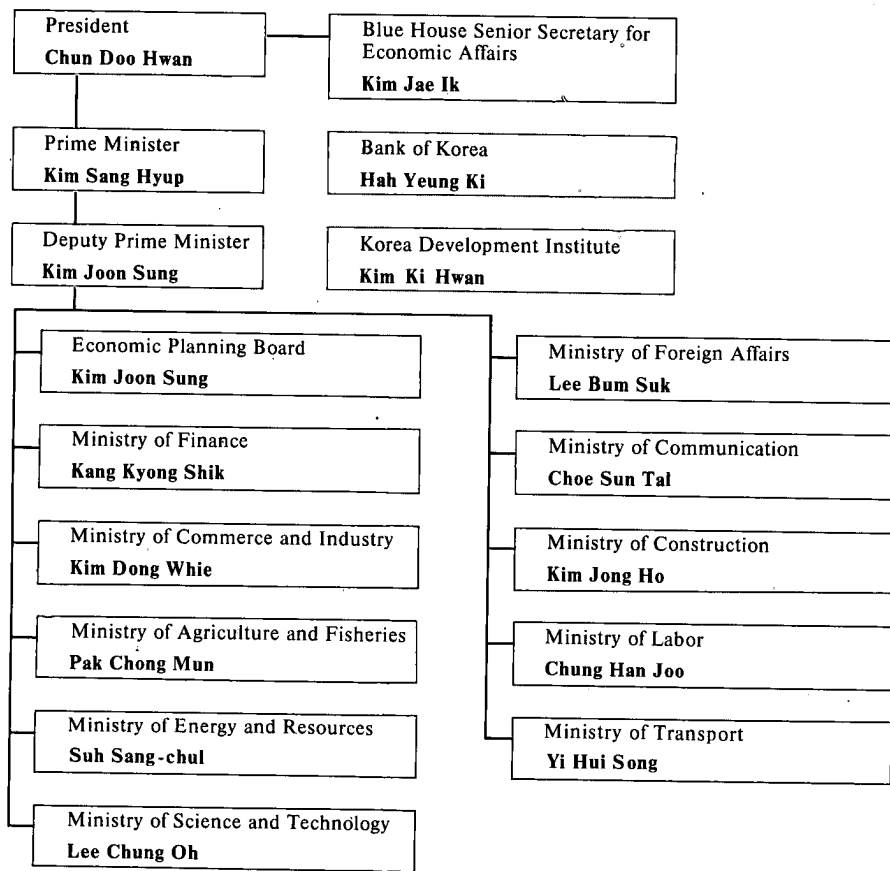 President
Chun Doo Hwan
Blue House Senior Secretary for
Economic Affairs
Kim Jae Ik
Prime Minister
Kim Sang Hyup
Bank of Korea
Hah Yeung Ki
Deputy Prime Minister
Kim Joon Sung
Korea Development Institute
Kim Ki Hwan
Economic Planning Board
Kim Joon Sung
Ministry of Finance
Kang Kyong Shik
Ministry of Commerce and Industry
Kim Dong Whie
Ministry of Agriculture and Fisheries
Pak Chong Mun
Ministry of Energy and Resources
Suh Sang-chul
Ministry of Science and Technology
Lee Chung Oh
Ministry of Foreign Affairs
Lee Bum Suk
Ministry of Communication
Choe Sun Tal
Ministry of Construction
Kim Jong Ho
Ministry of Labor
Chung Han Joo
Ministry of Transport
Yi Hui Song